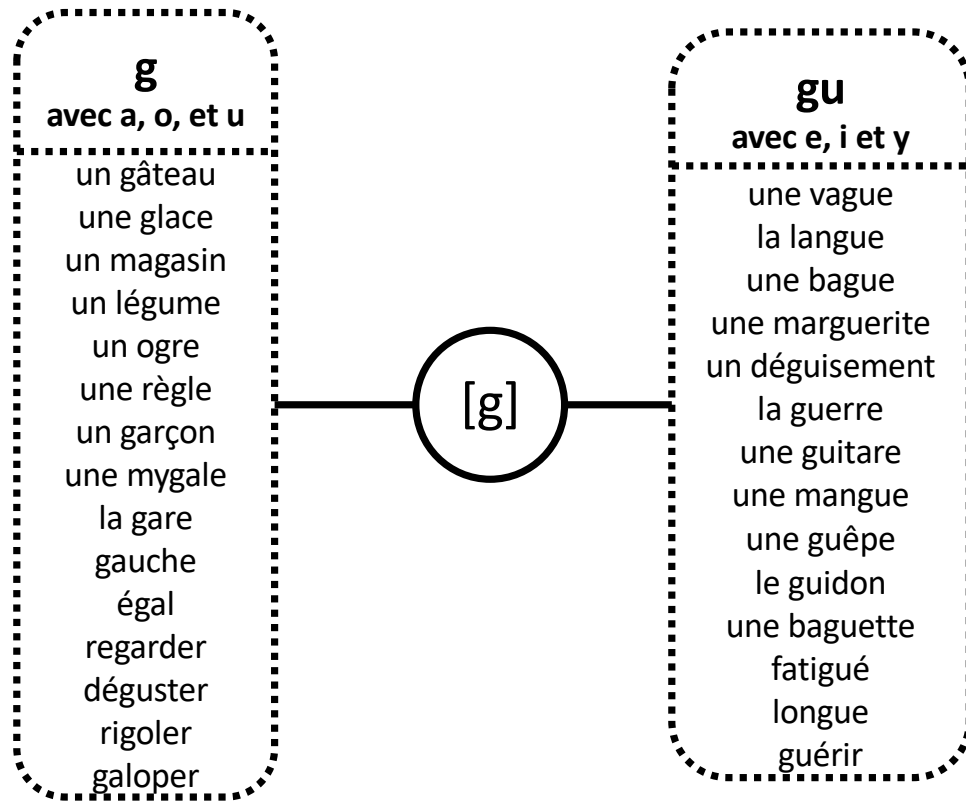 g
avec a, o, et u
un gâteau
une glace
un magasin
un légume
un ogre
une règle
un garçon
une mygale
la gare
gauche
égal
regarder
déguster
rigoler
galoper
[g]
gu
avec e, i et y
une vague
la langue
une bague
une marguerite
un déguisement
la guerre
une guitare
une mangue
une guêpe
le guidon
une baguette
fatigué
longue
guérir